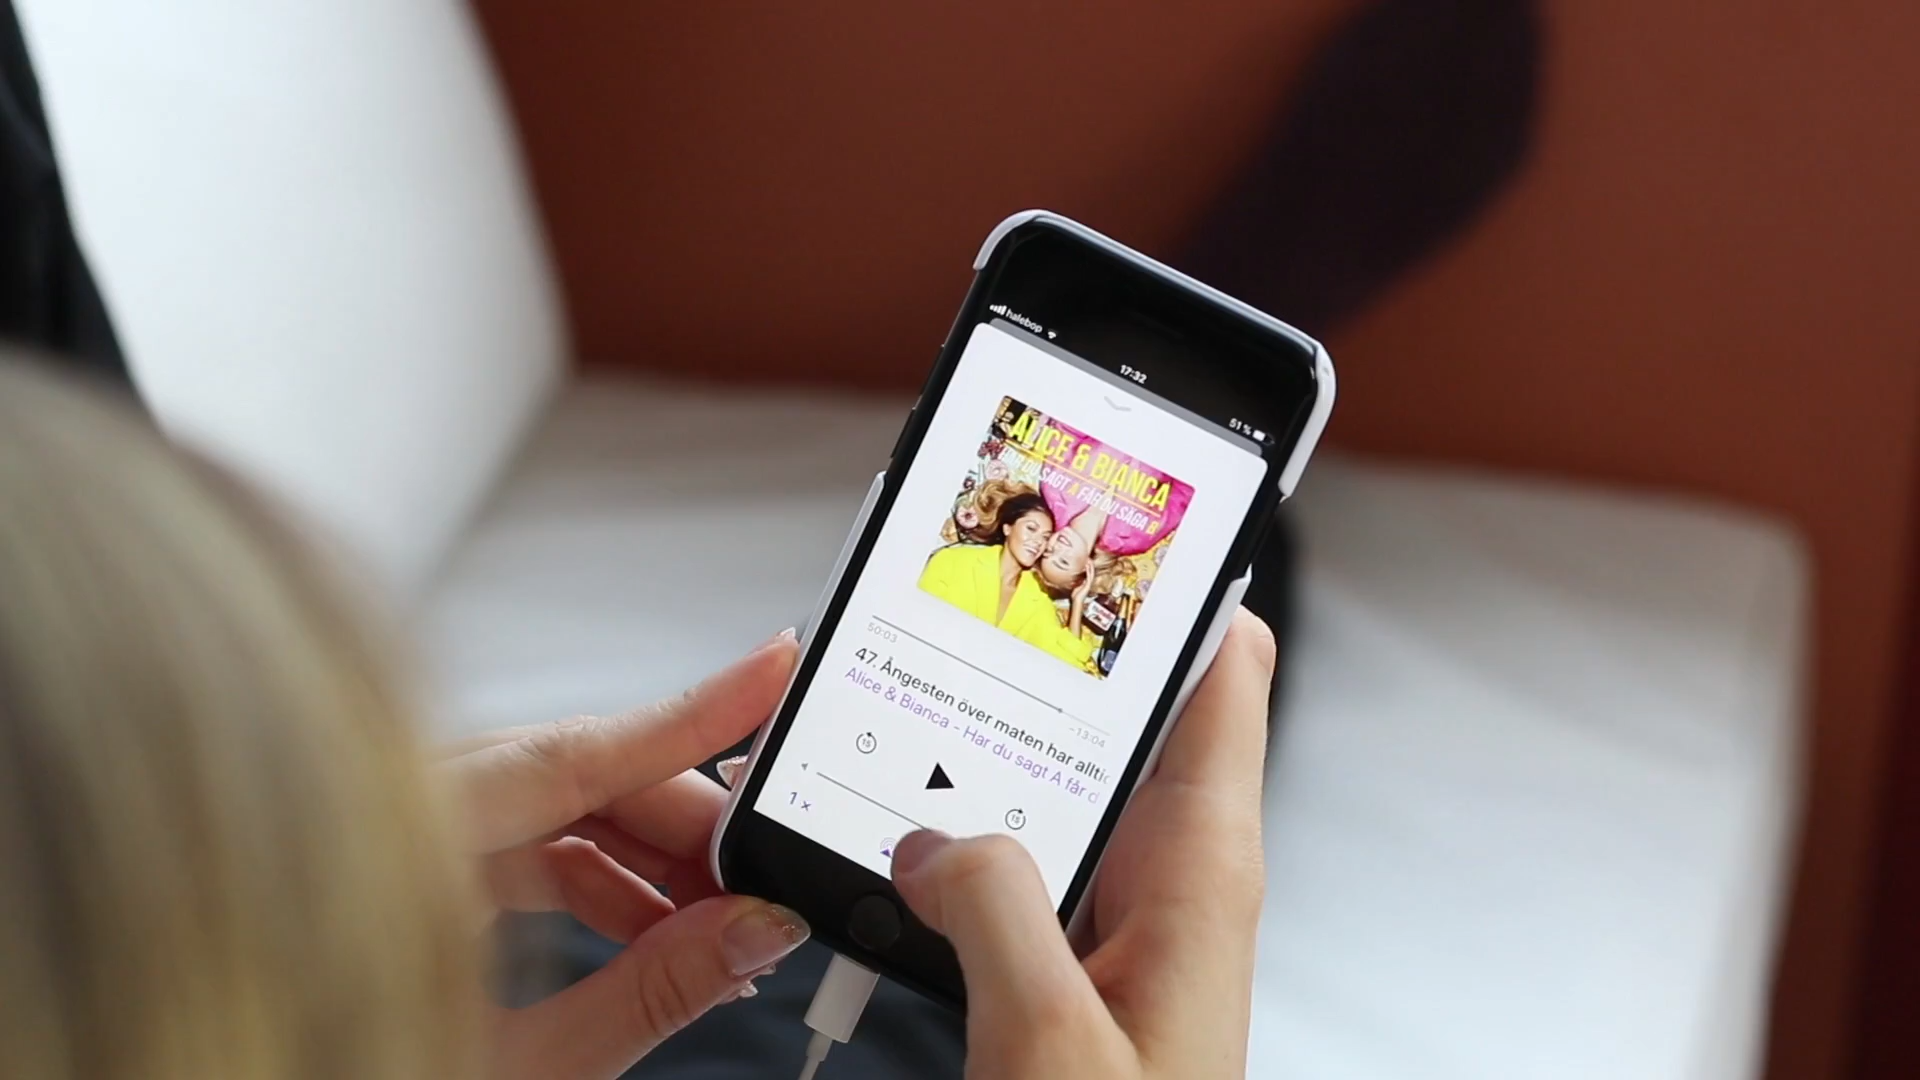 halebop
17:32
51 %
ALICE & BIANCA
HAR DU SAGT A FÅR DU SÄGA B
50:03
-13:04
47. Ångesten över maten har allti
Alice & Bianca - Har du sagt A får d
15
15
1 x